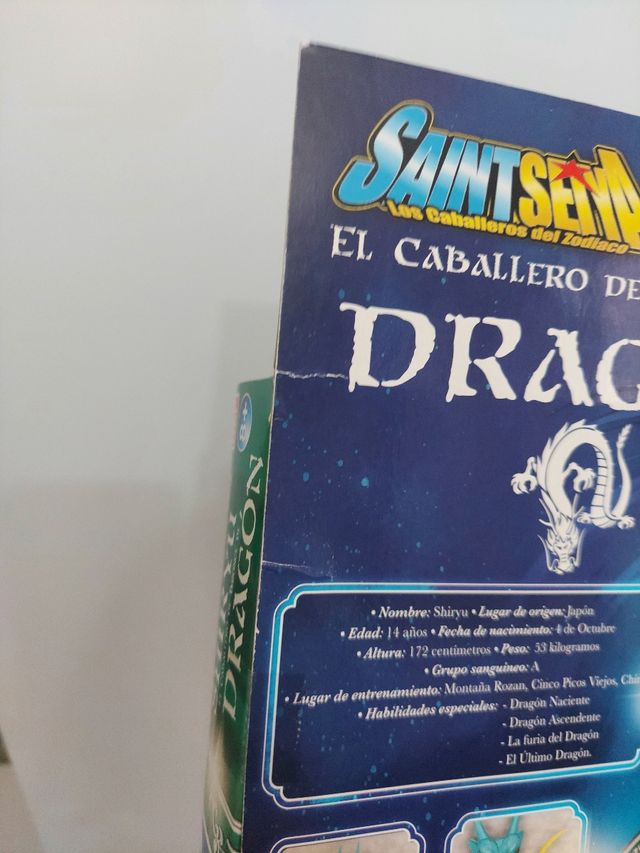 SAINT SEIYA
Los Caballeros del Zodiaco
EL CABALLERO DE
DRAG
• Nombre: Shiryu • Lugar de origen: Japón
• Edad: 14 años • Fecha de nacimiento: 4 de Octubre
• Altura: 172 centímetros • Peso: 53 kilogramos
• Grupo sanguíneo: A
• Lugar de entrenamiento: Montaña Rozan, Cinco Picos Viejos, Chi
• Habilidades especiales: - Dragón Naciente
- Dragón Ascendente
- La furia del Dragón
- El Último Dragón.
DRAGON